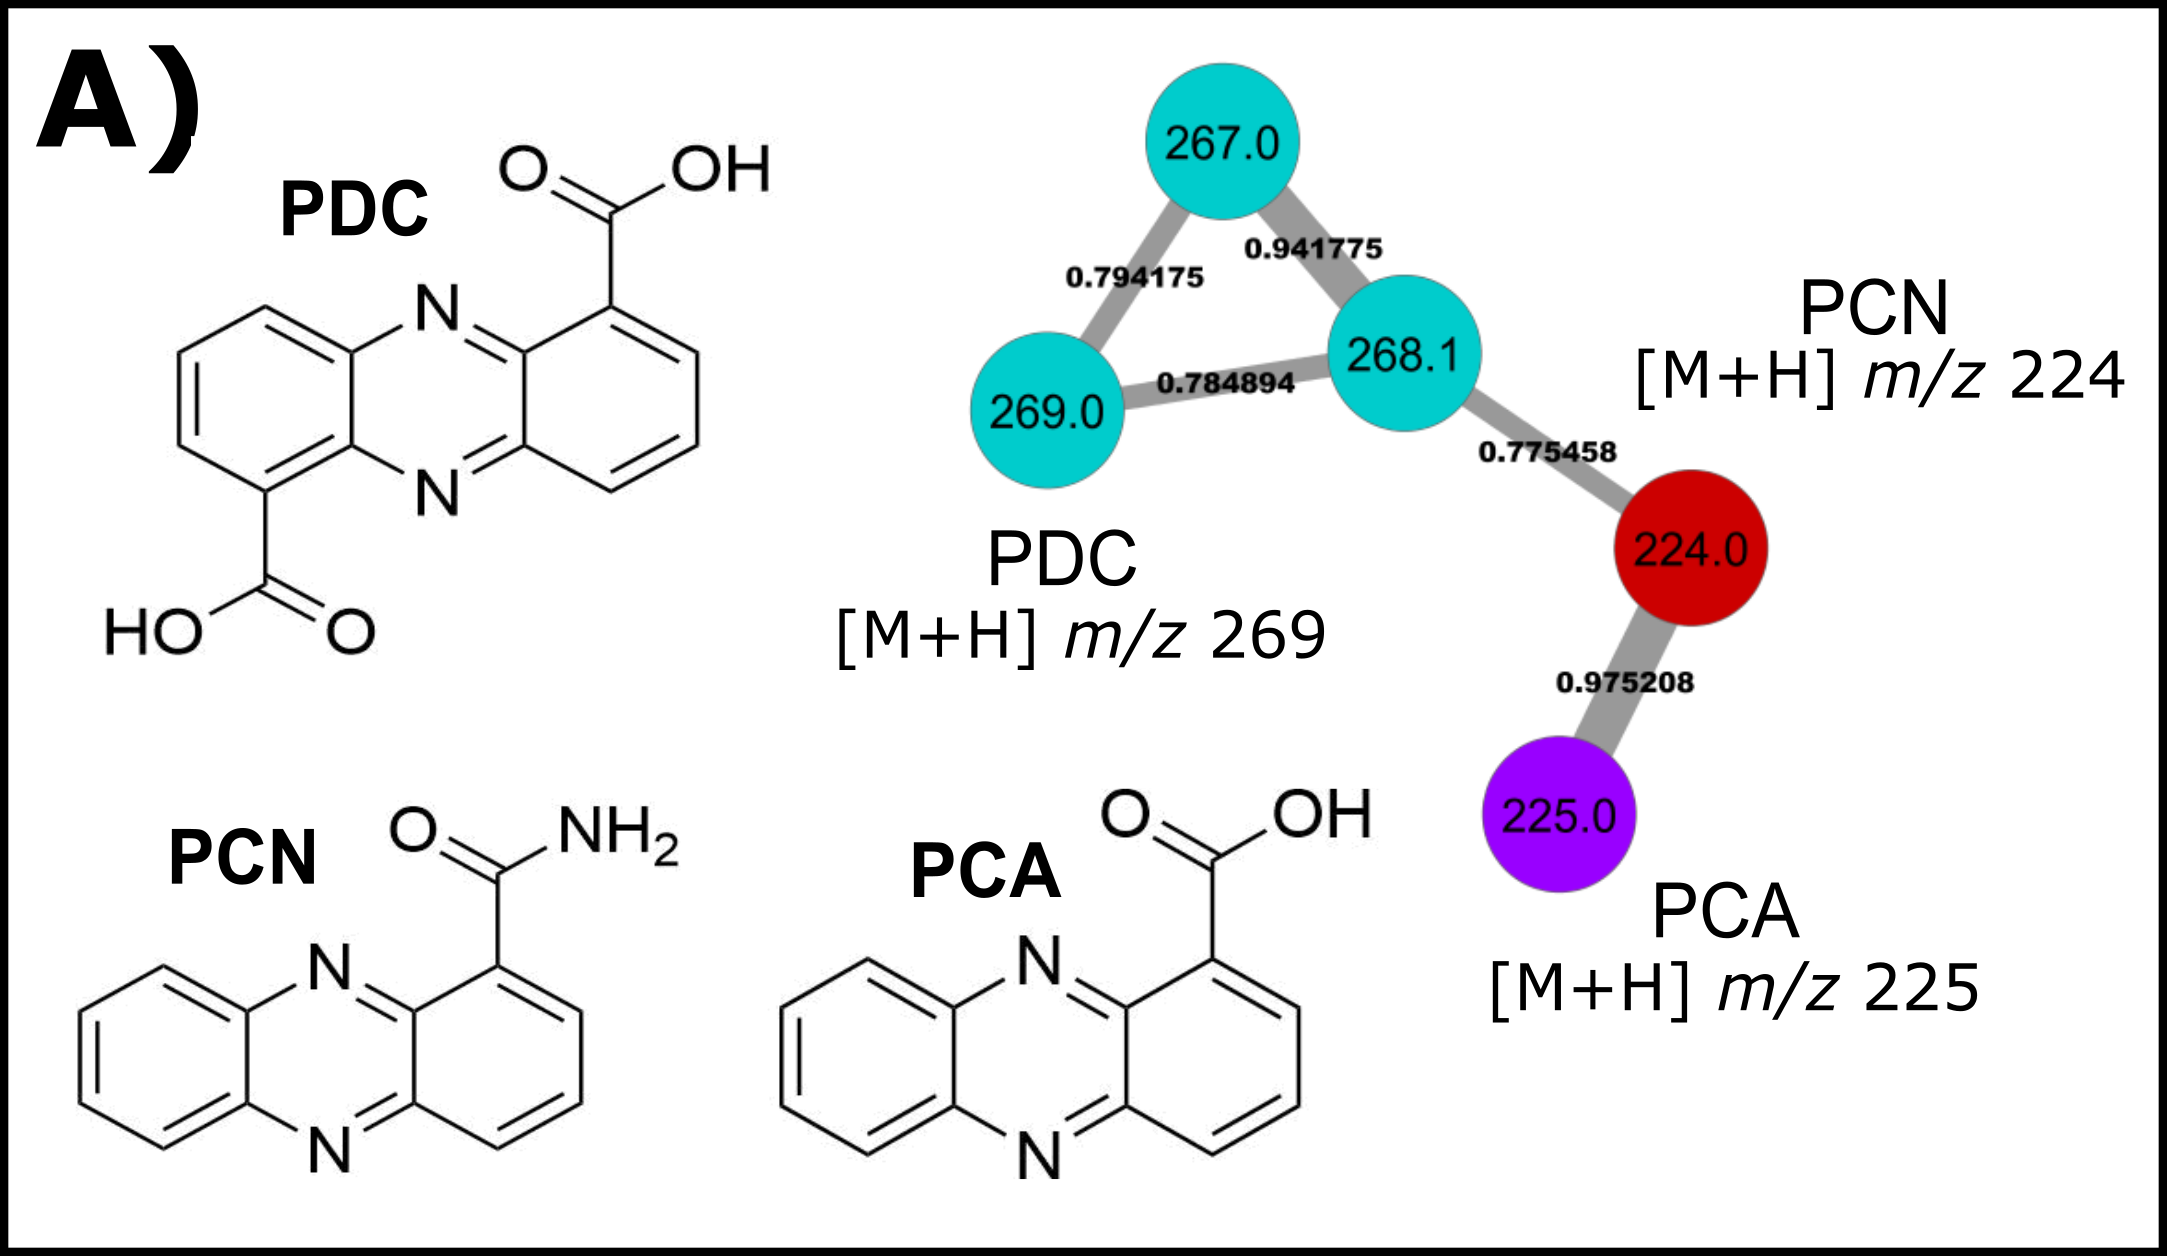 A)
PDC
O
OH
N
N
HO
O
267.0
0.941775
0.794175
268.1
0.784894
269.0
0.775458
PCN
[M+H] m/z 224
224.0
PDC
[M+H] m/z 269
0.975208
225.0
PCA
[M+H] m/z 225
PCN
O
NH2
N
N
PCA
O
OH
N
N